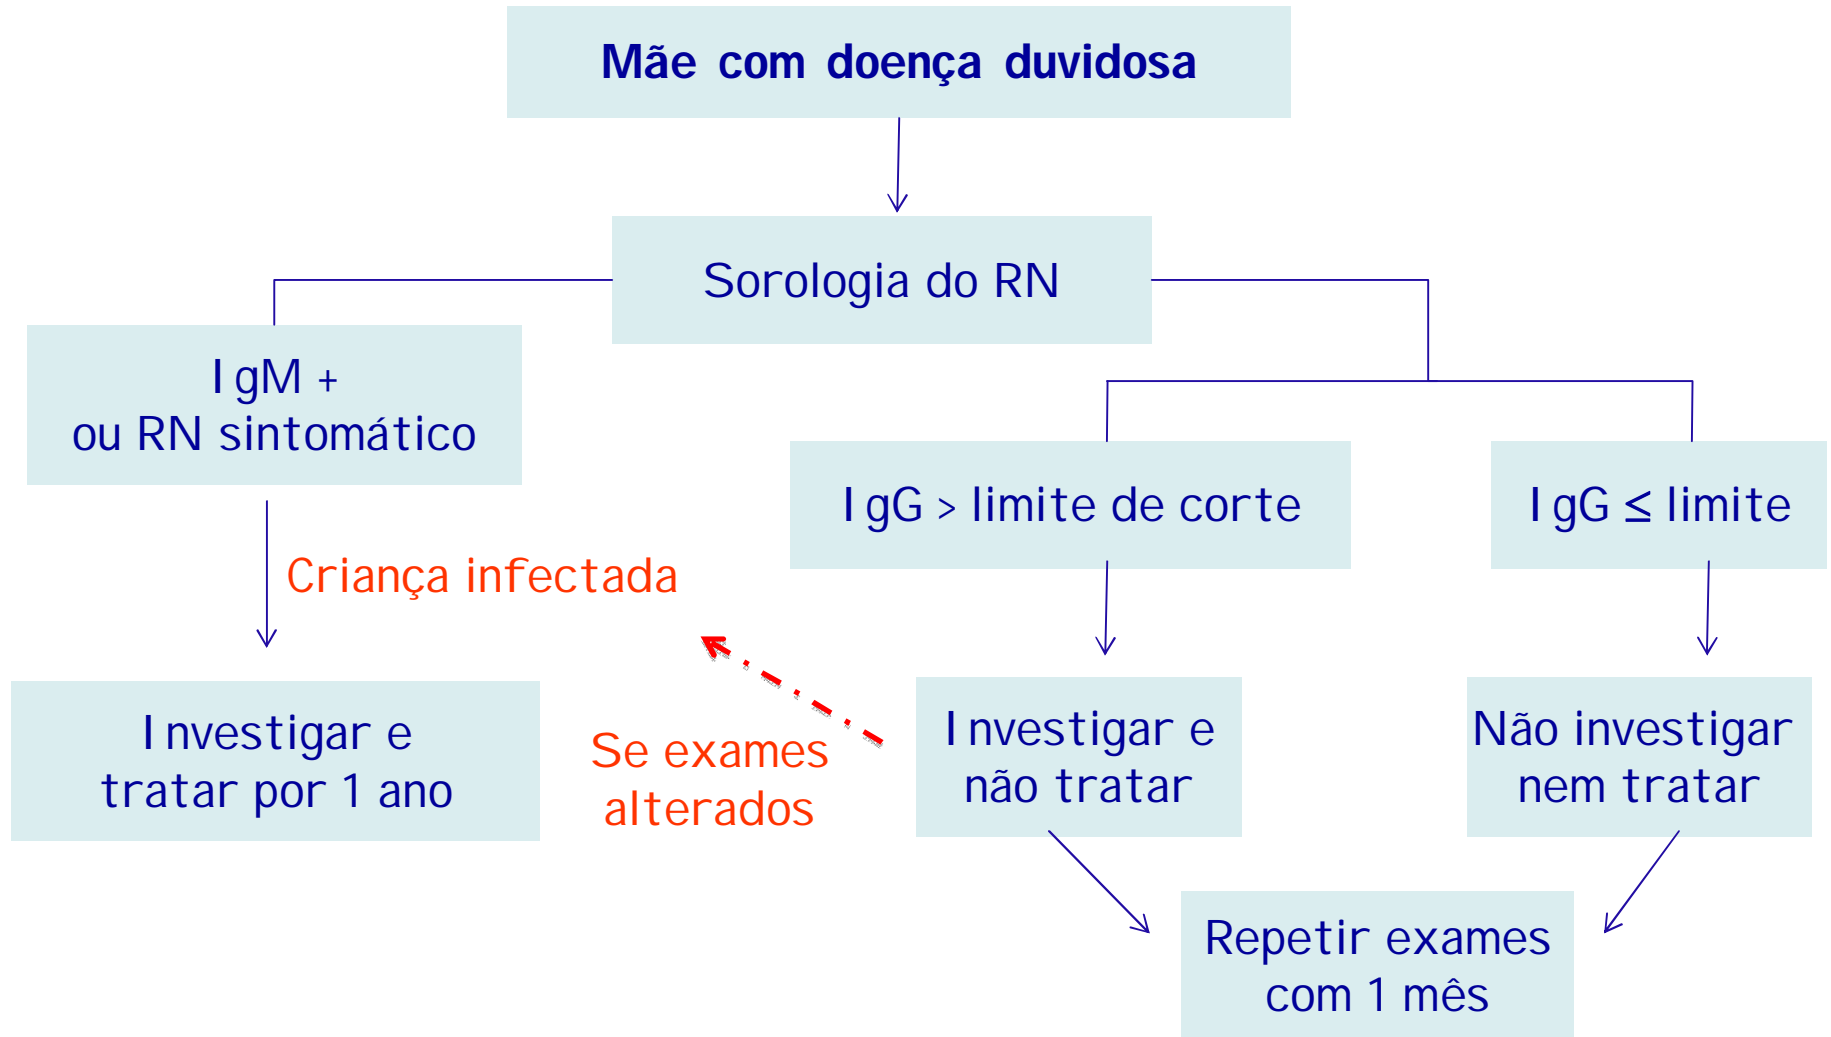 Mãe com doença duvidosa
Sorologia do RN
IgM +
ou RN sintomático
IgG > limite de corte
IgG ≤ limite
Criança infectada
Investigar e
tratar por 1 ano
Se exames
alterados
Investigar e
não tratar
Não investigar
nem tratar
Repetir exames
com 1 mês